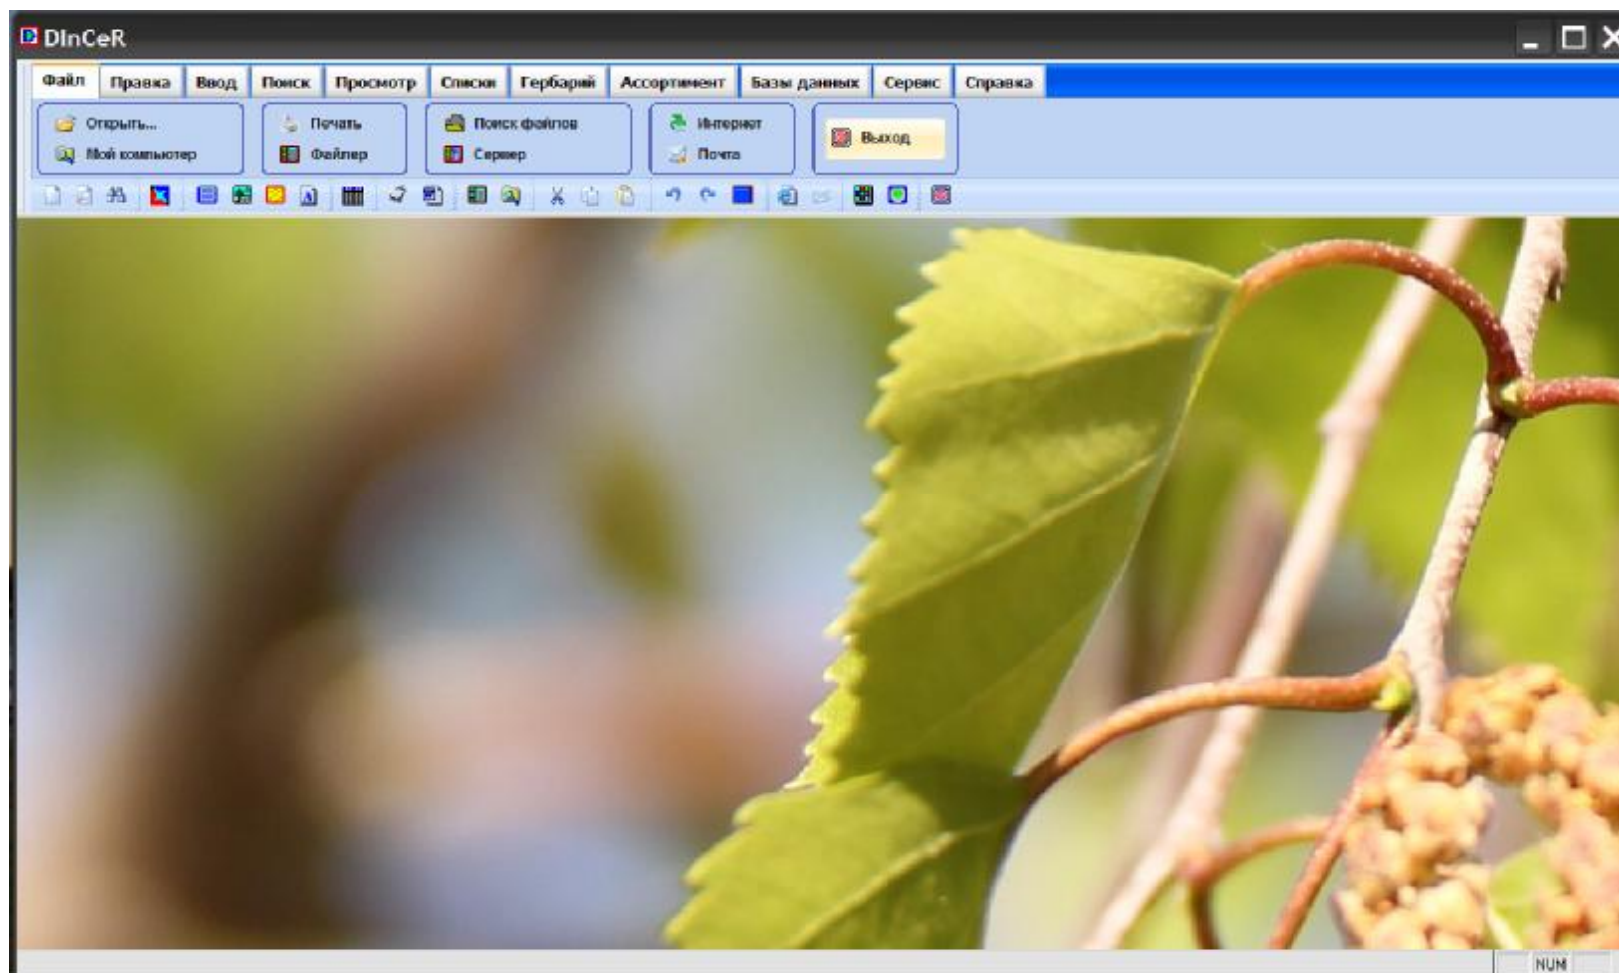 DInCeR
Файл Правка Ввод Поиск Просмотр Списки Гербарий Ассортимент Базы данных Сервис Справка
Открыть... Печать Поиск файлов Интернет Выход
Мой компьютер Файлер Сервер Почта
NUM